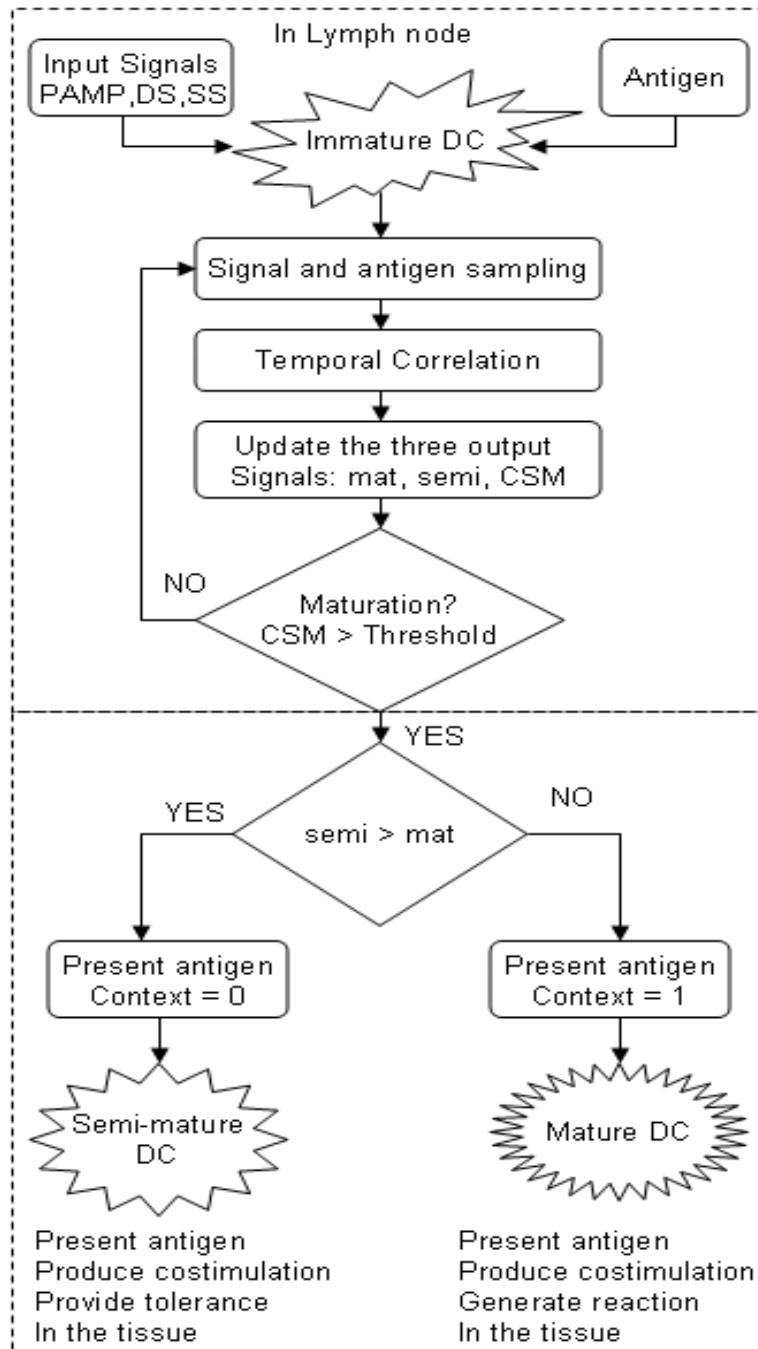 In Lymph node
Input Signals
PAMP,DS,SS
Antigen
Immature DC
Signal and antigen sampling
Temporal Correlation
Update the three output
Signals: mat, semi, CSM
NO
Maturation?
CSM > Threshold
YES
YES
NO
semi > mat
Present antigen
Context = 0
Present antigen
Context = 1
Semi-mature
DC
Mature DC
Present antigen
Produce costimulation
Provide tolerance
In the tissue
Present antigen
Produce costimulation
Generate reaction
In the tissue